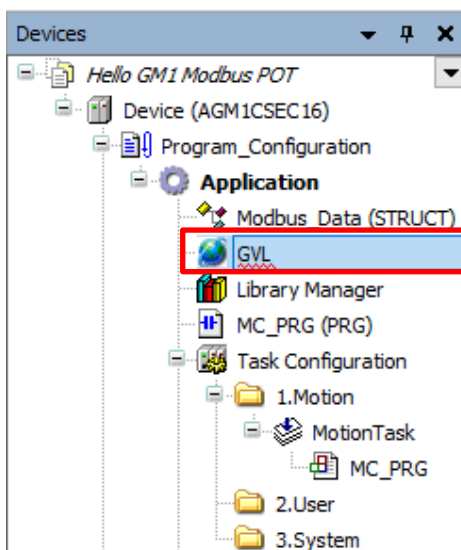 Devices
Hello GM1 Modbus POT
Device (AGM1CSEC16)
Program_Configuration
Application
Modbus_Data (STRUCT)
GVL
Library Manager
MC_PRG (PRG)
Task Configuration
1.Motion
MotionTask
MC_PRG
2.User
3.System